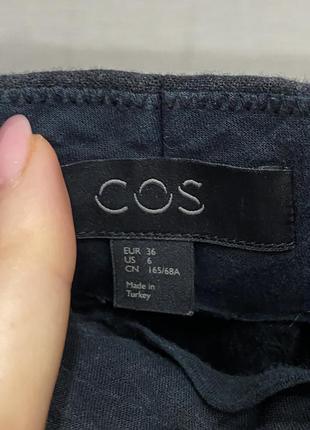 COS
EUR 36
US 6
CN 165/68A
Made in
Turkey